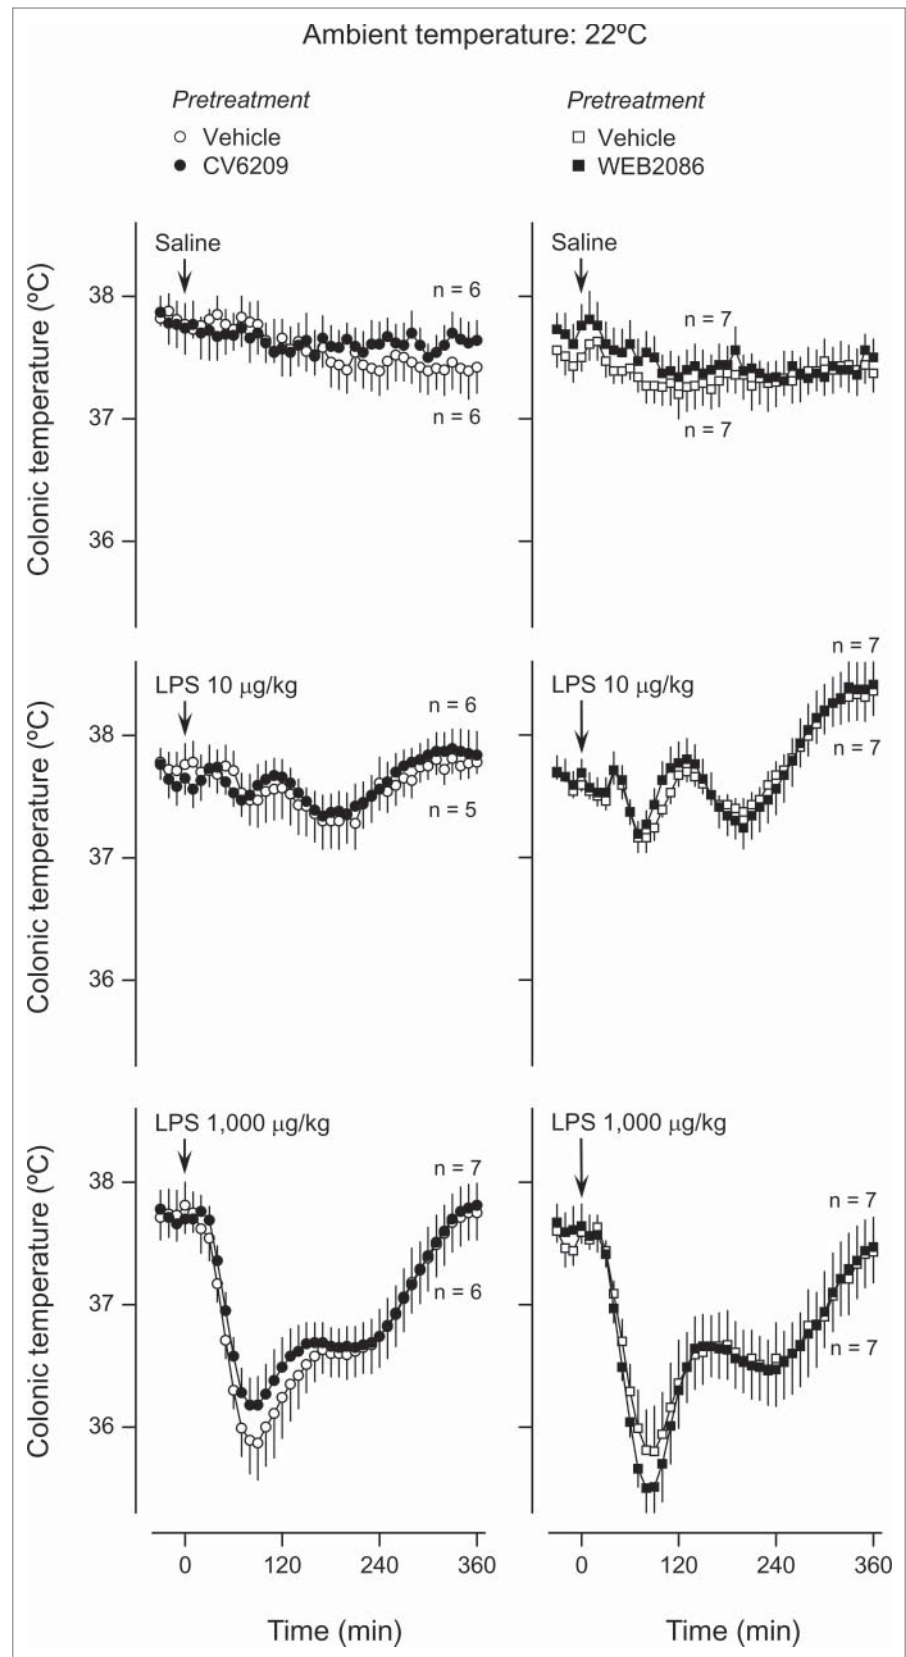 Ambient temperature: 22ºC
Pretreatment
Vehicle
CV6209
Pretreatment
Vehicle
WEB2086
Colonic temperature (ºC)
38
37
36
Saline
n = 6
n = 6
Saline
n = 7
n = 7
Colonic temperature (ºC)
38
37
36
LPS 10 µg/kg
n = 6
n = 5
LPS 10 µg/kg
n = 7
n = 7
Colonic temperature (ºC)
38
37
36
LPS 1,000 µg/kg
n = 7
n = 6
LPS 1,000 µg/kg
n = 7
n = 7
0 120 240 360
0 120 240 360
Time (min)
Time (min)